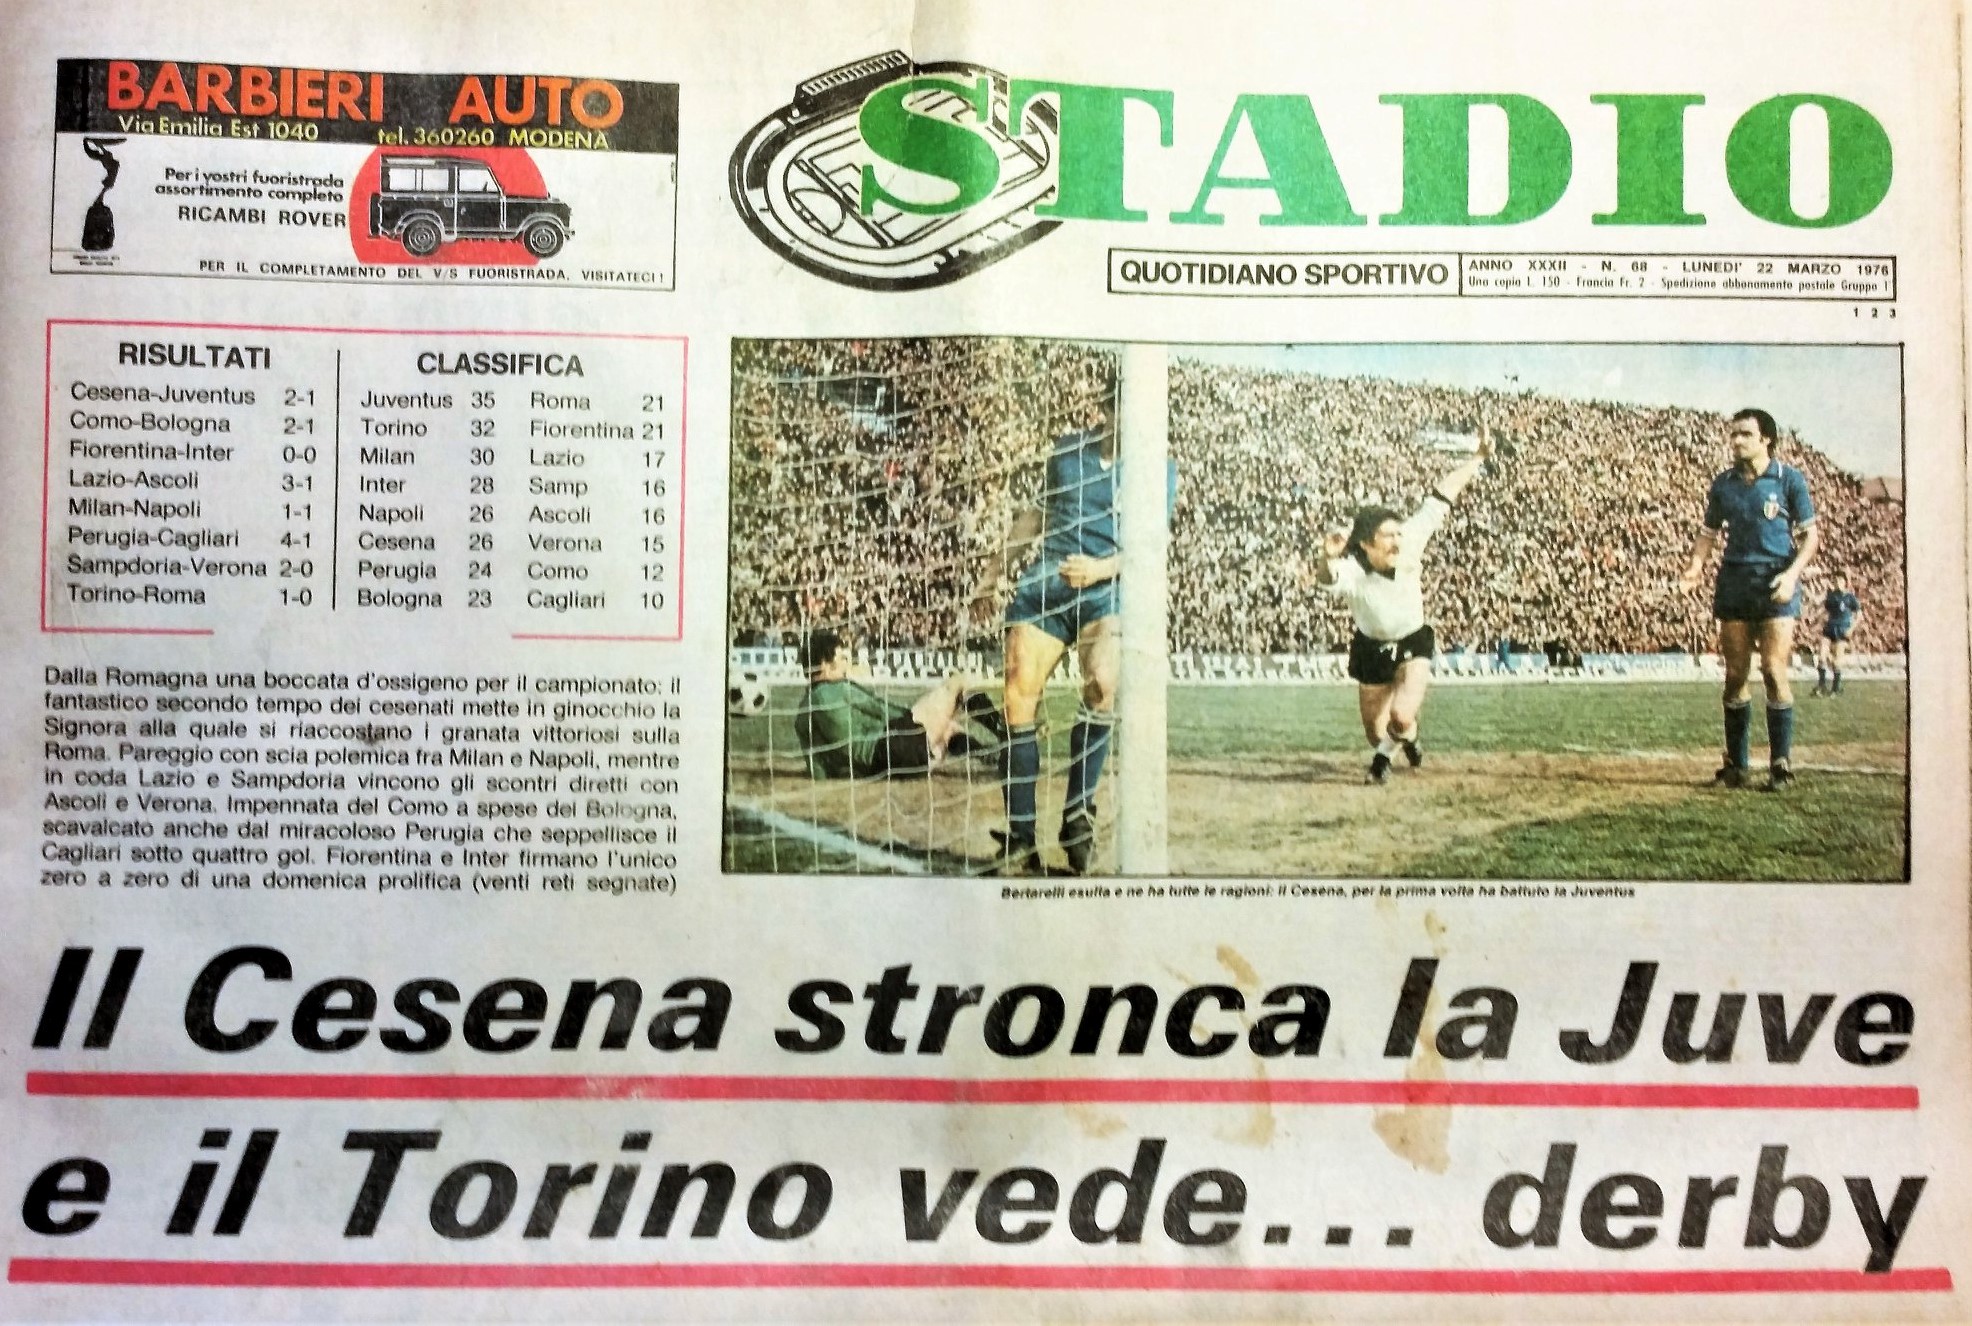 BARBIERI AUTO
Via Emilia Est 1040 tel. 360260 MODENA
Per i vostri fuoristrada
assortimento completo
RICAMBI ROVER
PER IL COMPLETAMENTO DEL V/S FUORISTRADA. VISITATECI!
STADIO
QUOTIDIANO SPORTIVO
ANNO XXXII - N. 68 - LUNEDI' 22 MARZO 1976
Una copia L. 150 - Francia Fr. 2 - Spedizione abbonamento postale Gruppo 1
1 2 3
RISULTATI
Cesena-Juventus 2-1
Como-Bologna 2-1
Fiorentina-Inter 0-0
Lazio-Ascoli 3-1
Milan-Napoli 1-1
Perugia-Cagliari 4-1
Sampdoria-Verona 2-0
Torino-Roma 1-0
CLASSIFICA
Juventus 35 Roma 21
Torino 32 Fiorentina 21
Milan 30 Lazio 17
Inter 28 Samp 16
Napoli 26 Ascoli 16
Cesena 26 Verona 15
Perugia 24 Como 12
Bologna 23 Cagliari 10
Dalla Romagna una boccata d'ossigeno per il campionato: il
fantastico secondo tempo dei cesenati mette in ginocchio la
Signora alla quale si riaccostano i granata vittoriosi sulla
Roma. Pareggio con scia polemica fra Milan e Napoli, mentre
in coda Lazio e Sampdoria vincono gli scontri diretti con
Ascoli e Verona. Impennata del Como a spese del Bologna,
scavalcato anche dal miracoloso Perugia che seppellisce il
Cagliari sotto quattro gol. Fiorentina e Inter firmano l'unico
zero a zero di una domenica prolifica (venti reti segnate)
Bertarelli esulta e ne ha tutte le ragioni: il Cesena, per la prima volta ha battuto la Juventus
Il Cesena stronca la Juve
e il Torino vede... derby